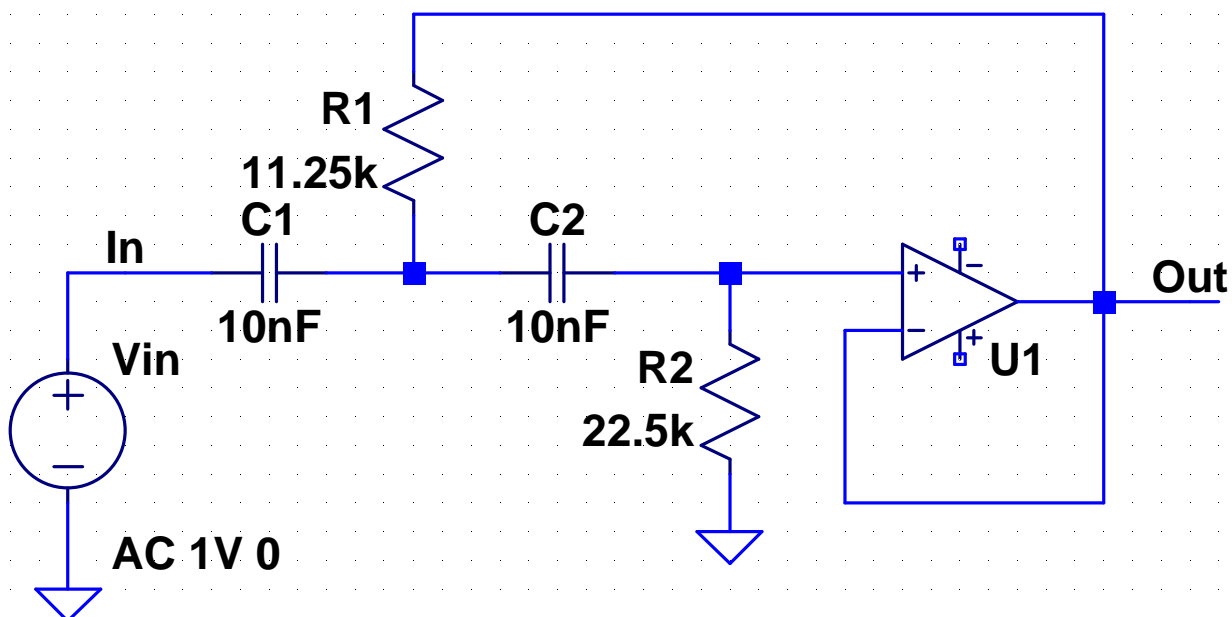 R1
11.25k
C1
C2
In
Out
10nF
10nF
Vin
U1
R2
22.5k
AC 1V 0